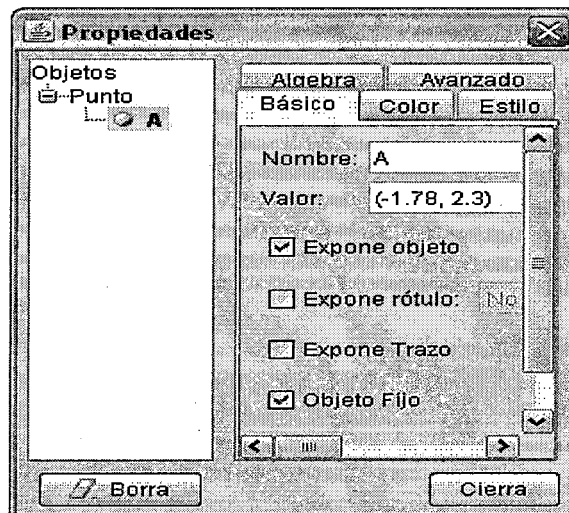 Propiedades
Objetos
Punto
A
Algebra Avanzado
Básico Color Estilo
Nombre: A
Valor: (-1.78, 2.3)
Expone objeto
Expone rótulo: No
Expone Trazo
Objeto Fijo
Borra
Cierra